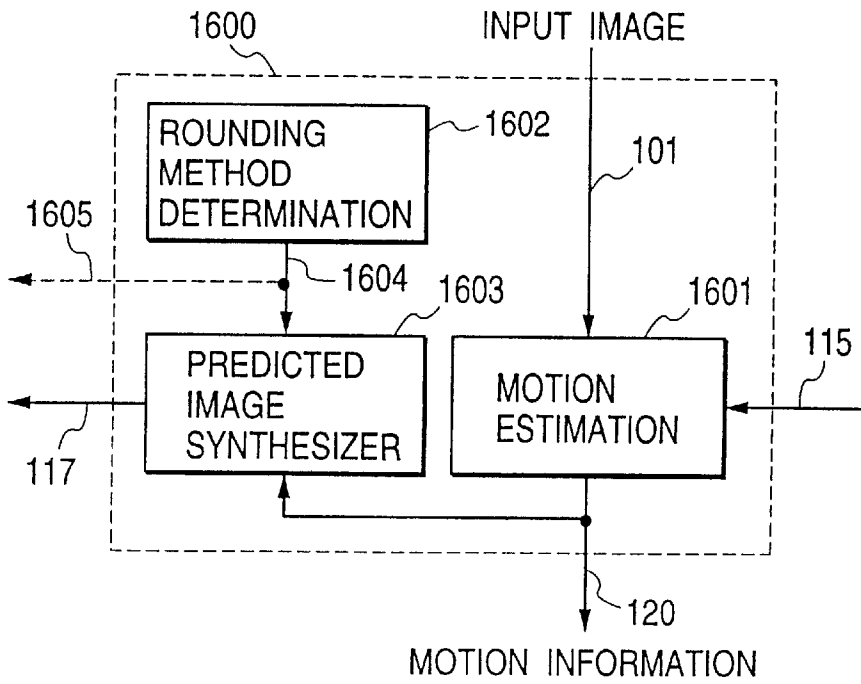 1600
INPUT IMAGE
ROUNDING
METHOD
DETERMINATION
1602
101
1605
1604
1603
1601
PREDICTED
IMAGE
SYNTHESIZER
MOTION
ESTIMATION
115
117
120
MOTION INFORMATION